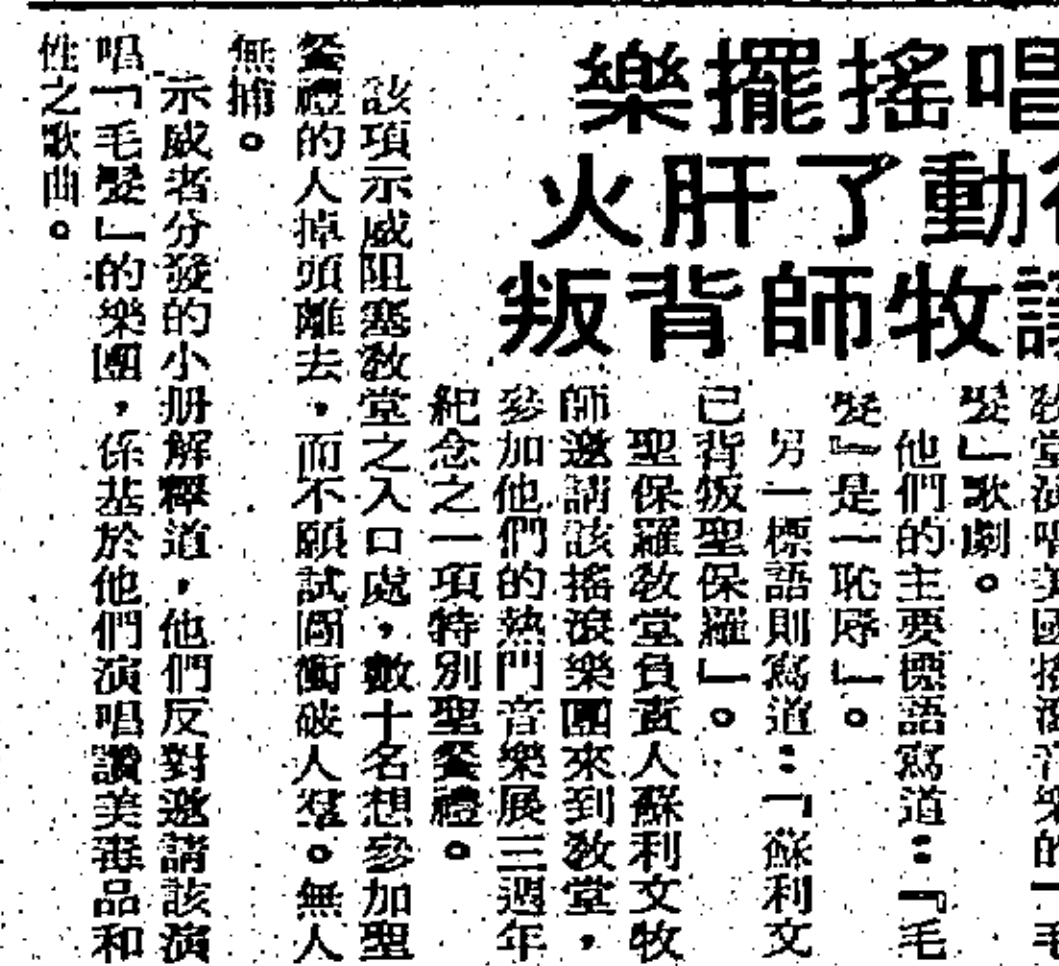 唱搖擺樂
動了肝火
牧師背叛
教堂演唱美國搖滾音樂的「毛
髮」歌劇。
他們的主要標語寫道：『毛
髮』是一恥辱」。
另一標語則寫道：「蘇利文
已背叛聖保羅」。
聖保羅教堂負責人蘇利文牧
師邀請該搖滾樂團來到教堂，
參加他們的熱門音樂展三週年
紀念之一項特別聖餐禮。
該項示威阻塞教堂之入口處，數十名想參加聖
餐禮的人掉頭離去，而不願試圖衝破人羣。無人
無捕。
示威者分發的小册解釋道，他們反對邀請該演
唱「毛髮」的樂團，係基於他們演唱讚美毒品和
性之歌曲。